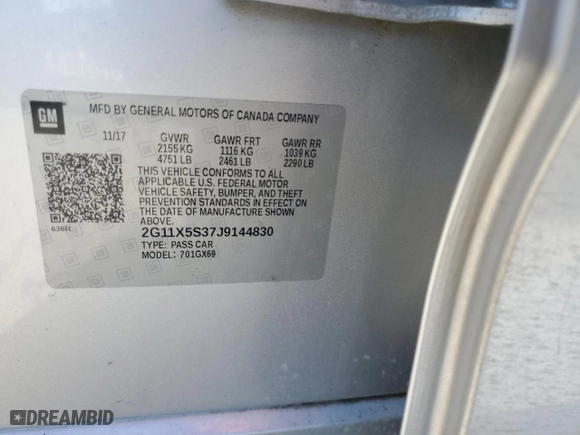 GM
MFD BY GENERAL MOTORS OF CANADA COMPANY
11/17 GVWR GAWR FRT GAWR RR
2155 KG 1116 KG 1039 KG
4751 LB 2461 LB 2290 LB
THIS VEHICLE CONFORMS TO ALL
APPLICABLE U.S. FEDERAL MOTOR
VEHICLE SAFETY, BUMPER, AND THEFT
PREVENTION STANDARDS IN EFFECT ON
THE DATE OF MANUFACTURE SHOWN
ABOVE.
636R
2G11X5S37J9144830
TYPE: PASS CAR
MODEL: 701GX69
DREAMBID